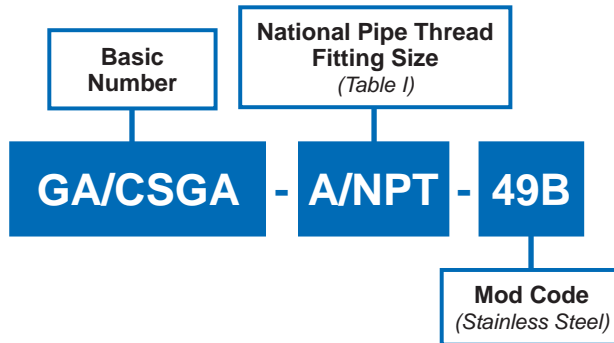 Basic
Number
National Pipe Thread
Fitting Size
(Table I)
GA/CSGA - A/NPT - 49B
Mod Code
(Stainless Steel)